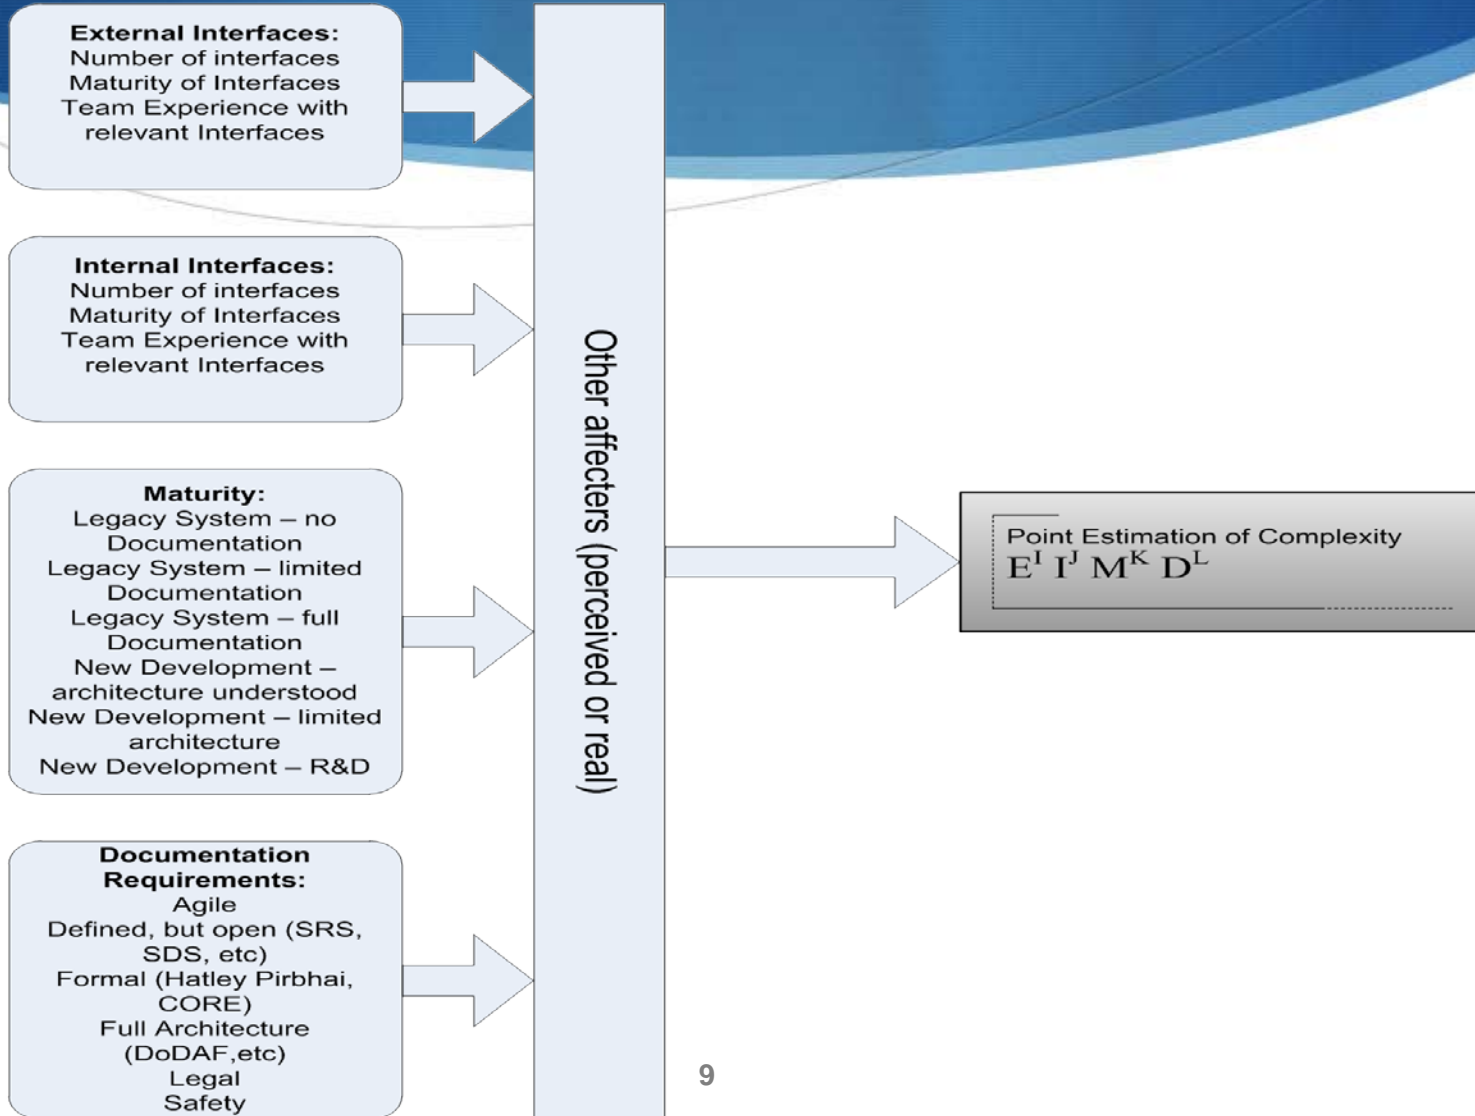 External Interfaces:
Number of interfaces
Maturity of Interfaces
Team Experience with
relevant Interfaces
Internal Interfaces:
Number of interfaces
Maturity of Interfaces
Team Experience with
relevant Interfaces
Maturity:
Legacy System – no
Documentation
Legacy System – limited
Documentation
Legacy System – full
Documentation
New Development –
architecture understood
New Development – limited
architecture
New Development – R&D
Documentation
Requirements:
Agile
Defined, but open (SRS,
SDS, etc)
Formal (Hatley Pirbhai,
CORE)
Full Architecture
(DoDAF,etc)
Legal
Safety
Other affecters (perceived or real)
Point Estimation of Complexity
E^I I^J M^K D^L
9